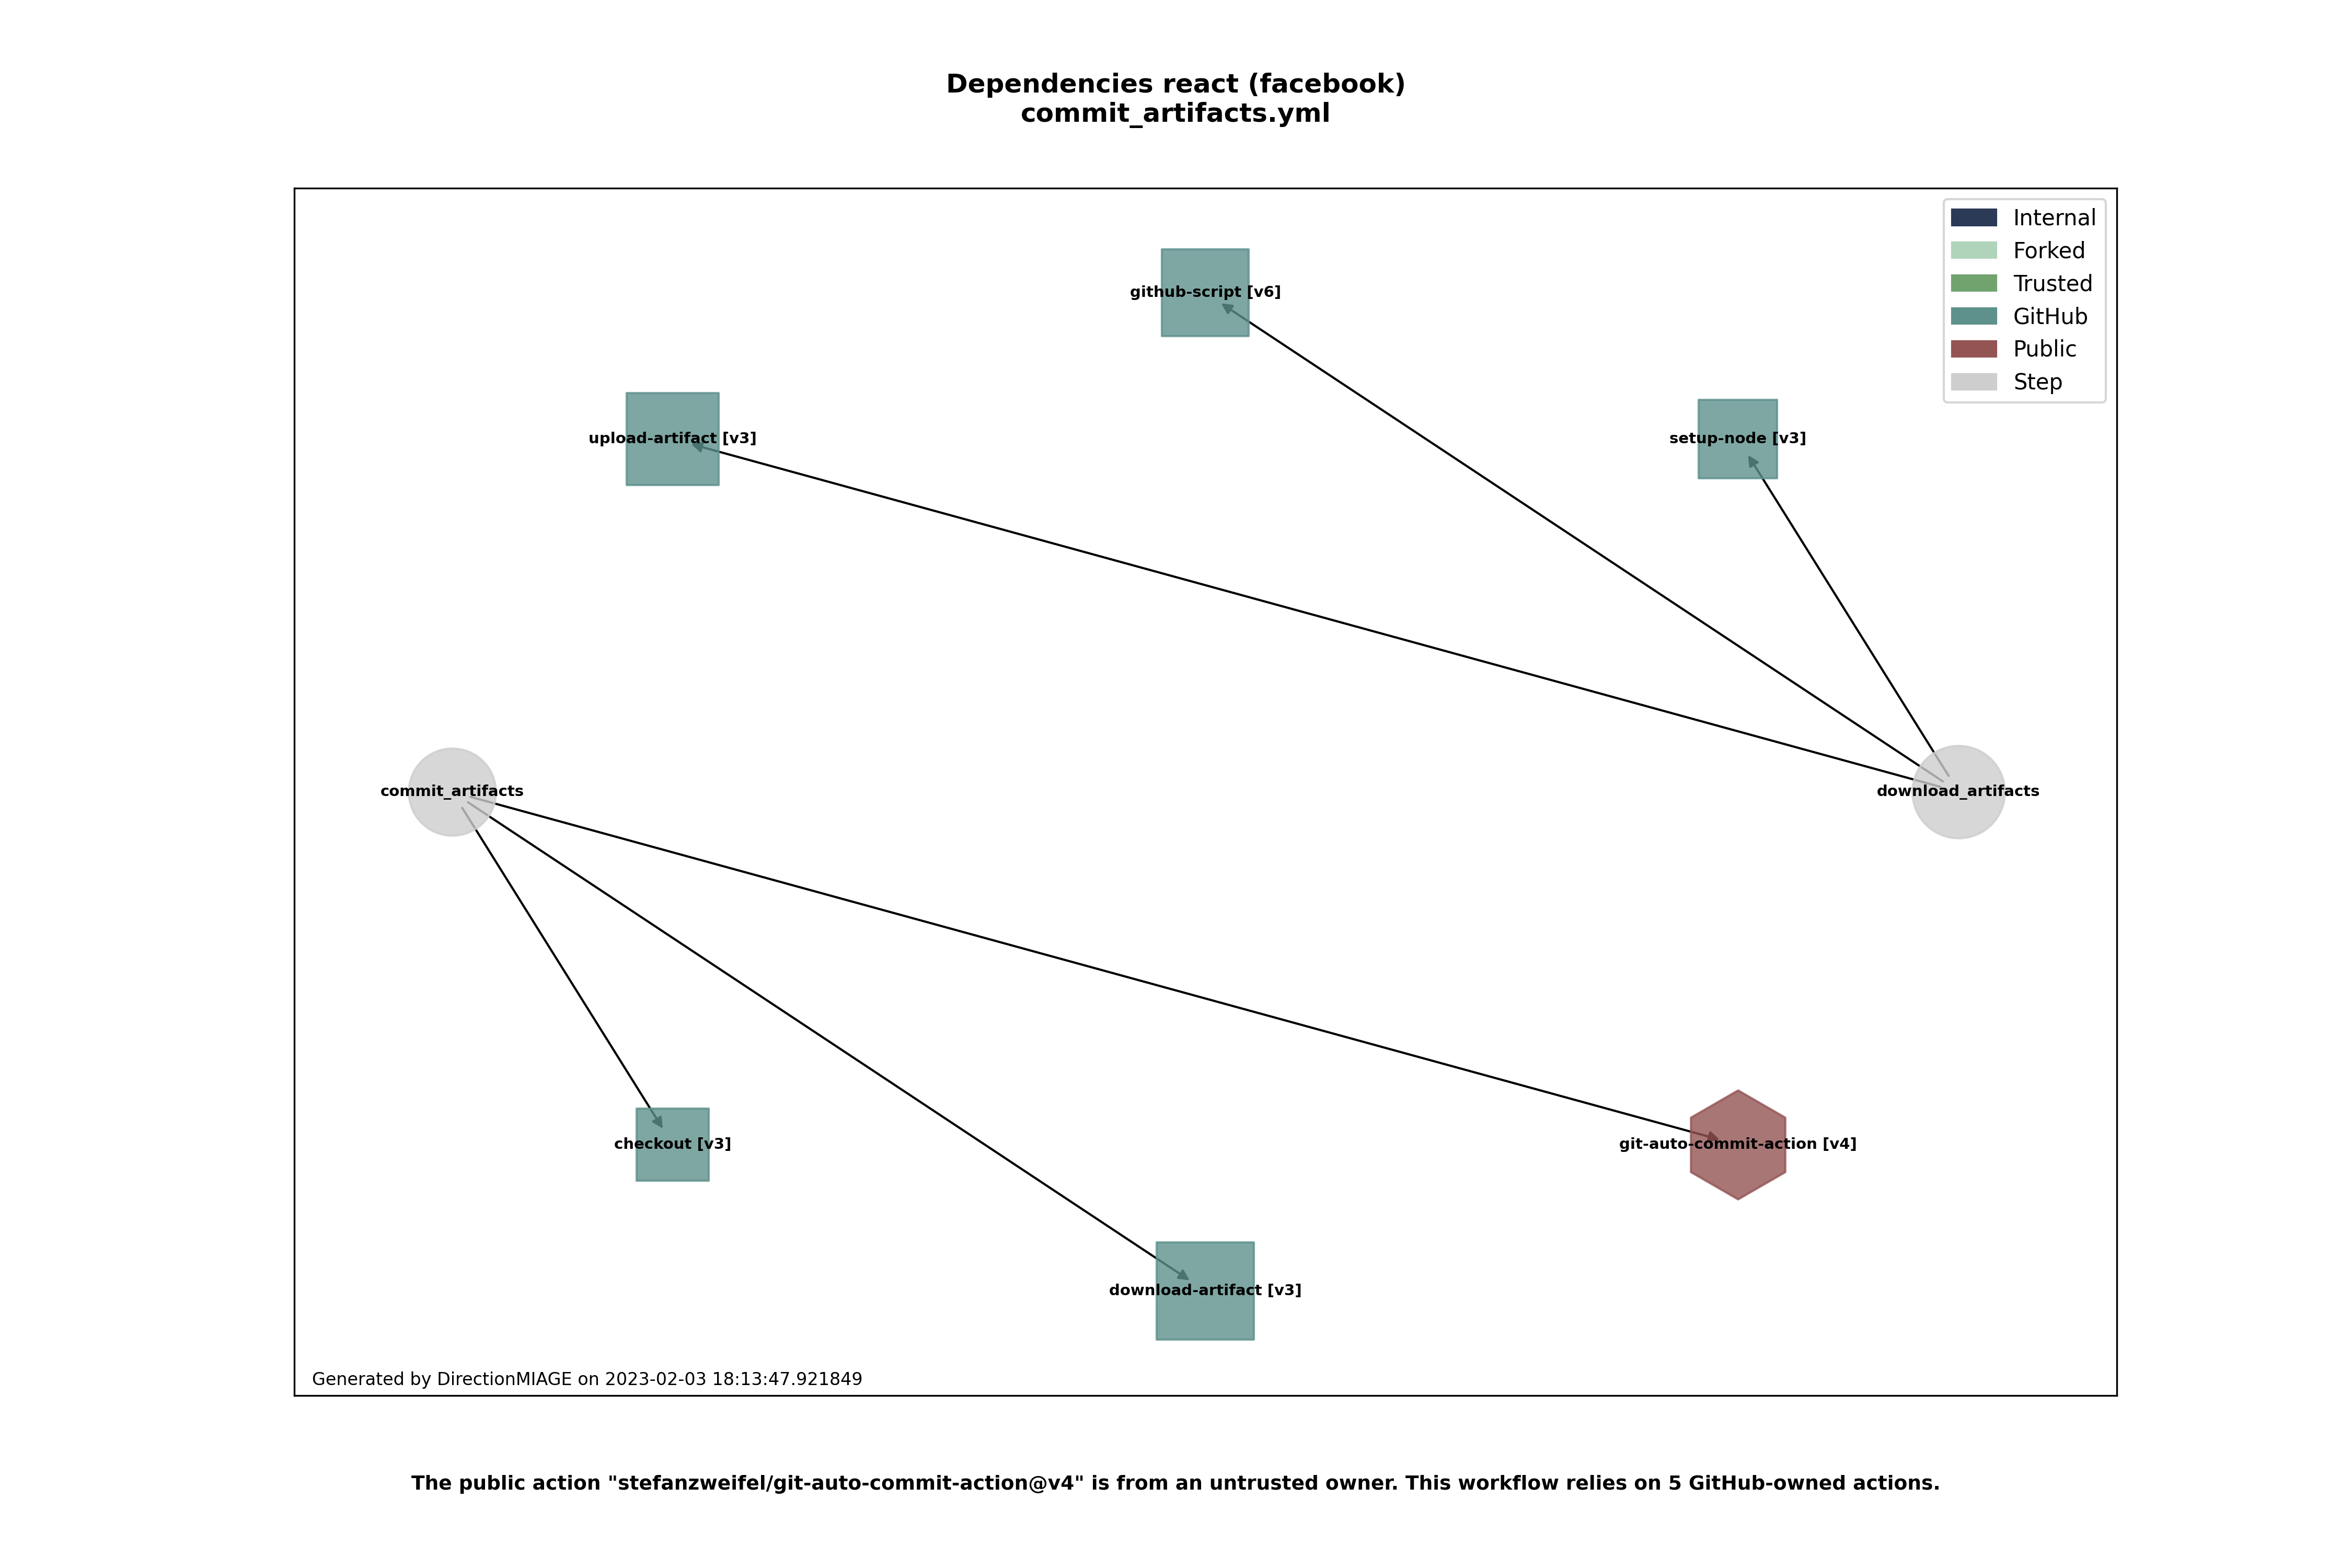 Dependencies react (facebook)
commit_artifacts.yml
Internal
Forked
Trusted
GitHub
Public
Step
github-script [v6]
upload-artifact [v3]
setup-node [v3]
commit_artifacts
download_artifacts
checkout [v3]
git-auto-commit-action [v4]
download-artifact [v3]
Generated by DirectionMIAGE on 2023-02-03 18:13:47.921849
The public action "stefanzweifel/git-auto-commit-action@v4" is from an untrusted owner. This workflow relies on 5 GitHub-owned actions.